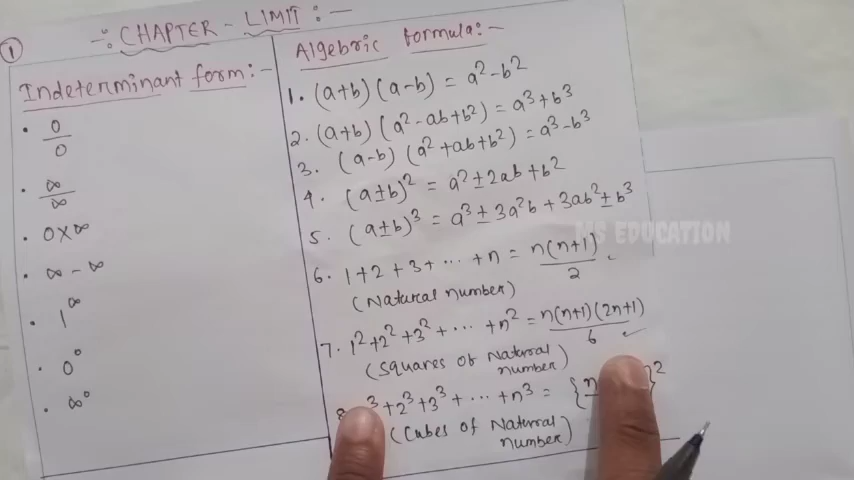 ①
-: CHAPTER - LIMIT :-
Indeterminant form :-
• 0/0
• ∞/∞
• 0×∞
• ∞ - ∞
• 1^∞
• 0⁰
• ∞⁰
Algebric formula :-
1. (a+b) (a-b) = a²-b²
2. (a+b) (a²-ab+b²) = a³+b³
3. (a-b) (a²+ab+b²) = a³-b³
4. (a±b)² = a²±2ab+b²
5. (a±b)³ = a³±3a²b+3ab²±b³
MS EDUCATION
6. 1+2+3+ ... +n = n(n+1)/2
(Natural number)
7. 1²+2²+3²+ ... +n² = n(n+1)(2n+1)/6
(Squares of Natural
number)
8. ³+2³+3³+ ... +n³ = {n }²
(Cubes of Natural
number)